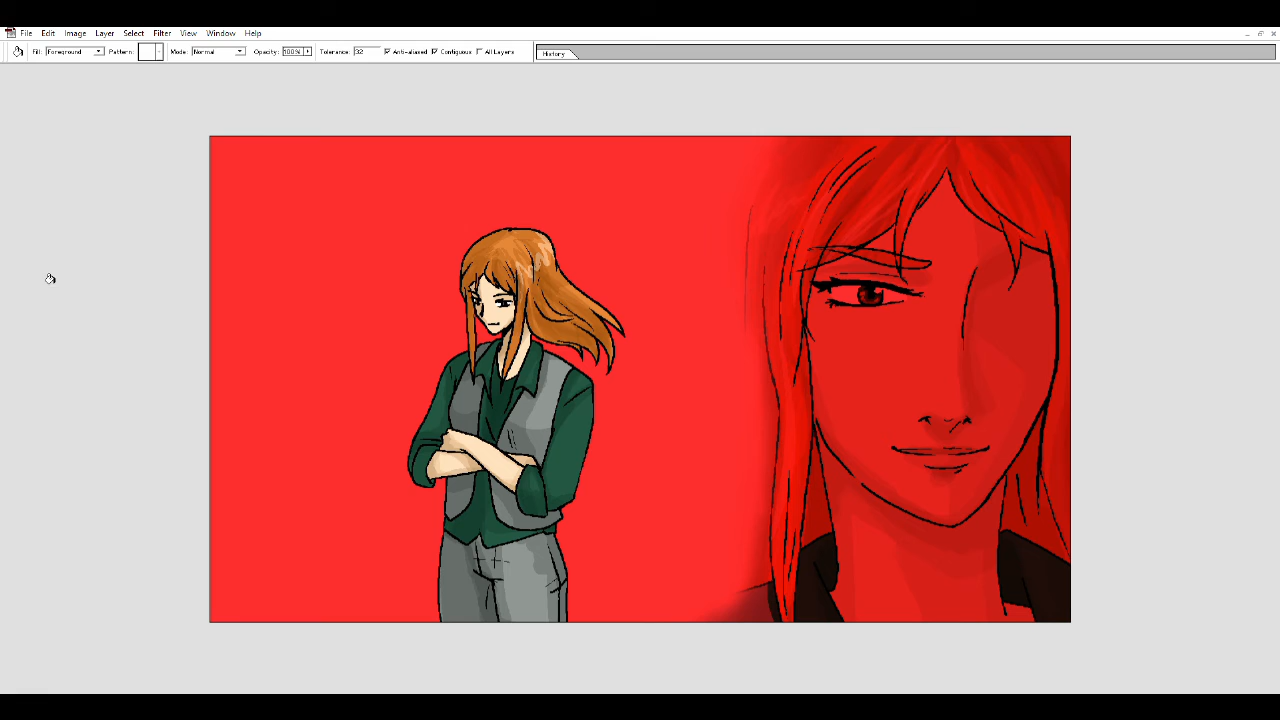 File Edit Image Layer Select Filter View Window Help
Fill: Foreground Pattern: Mode: Normal Opacity: 100% Tolerance: 32 Anti-aliased Contiguous All Layers
History